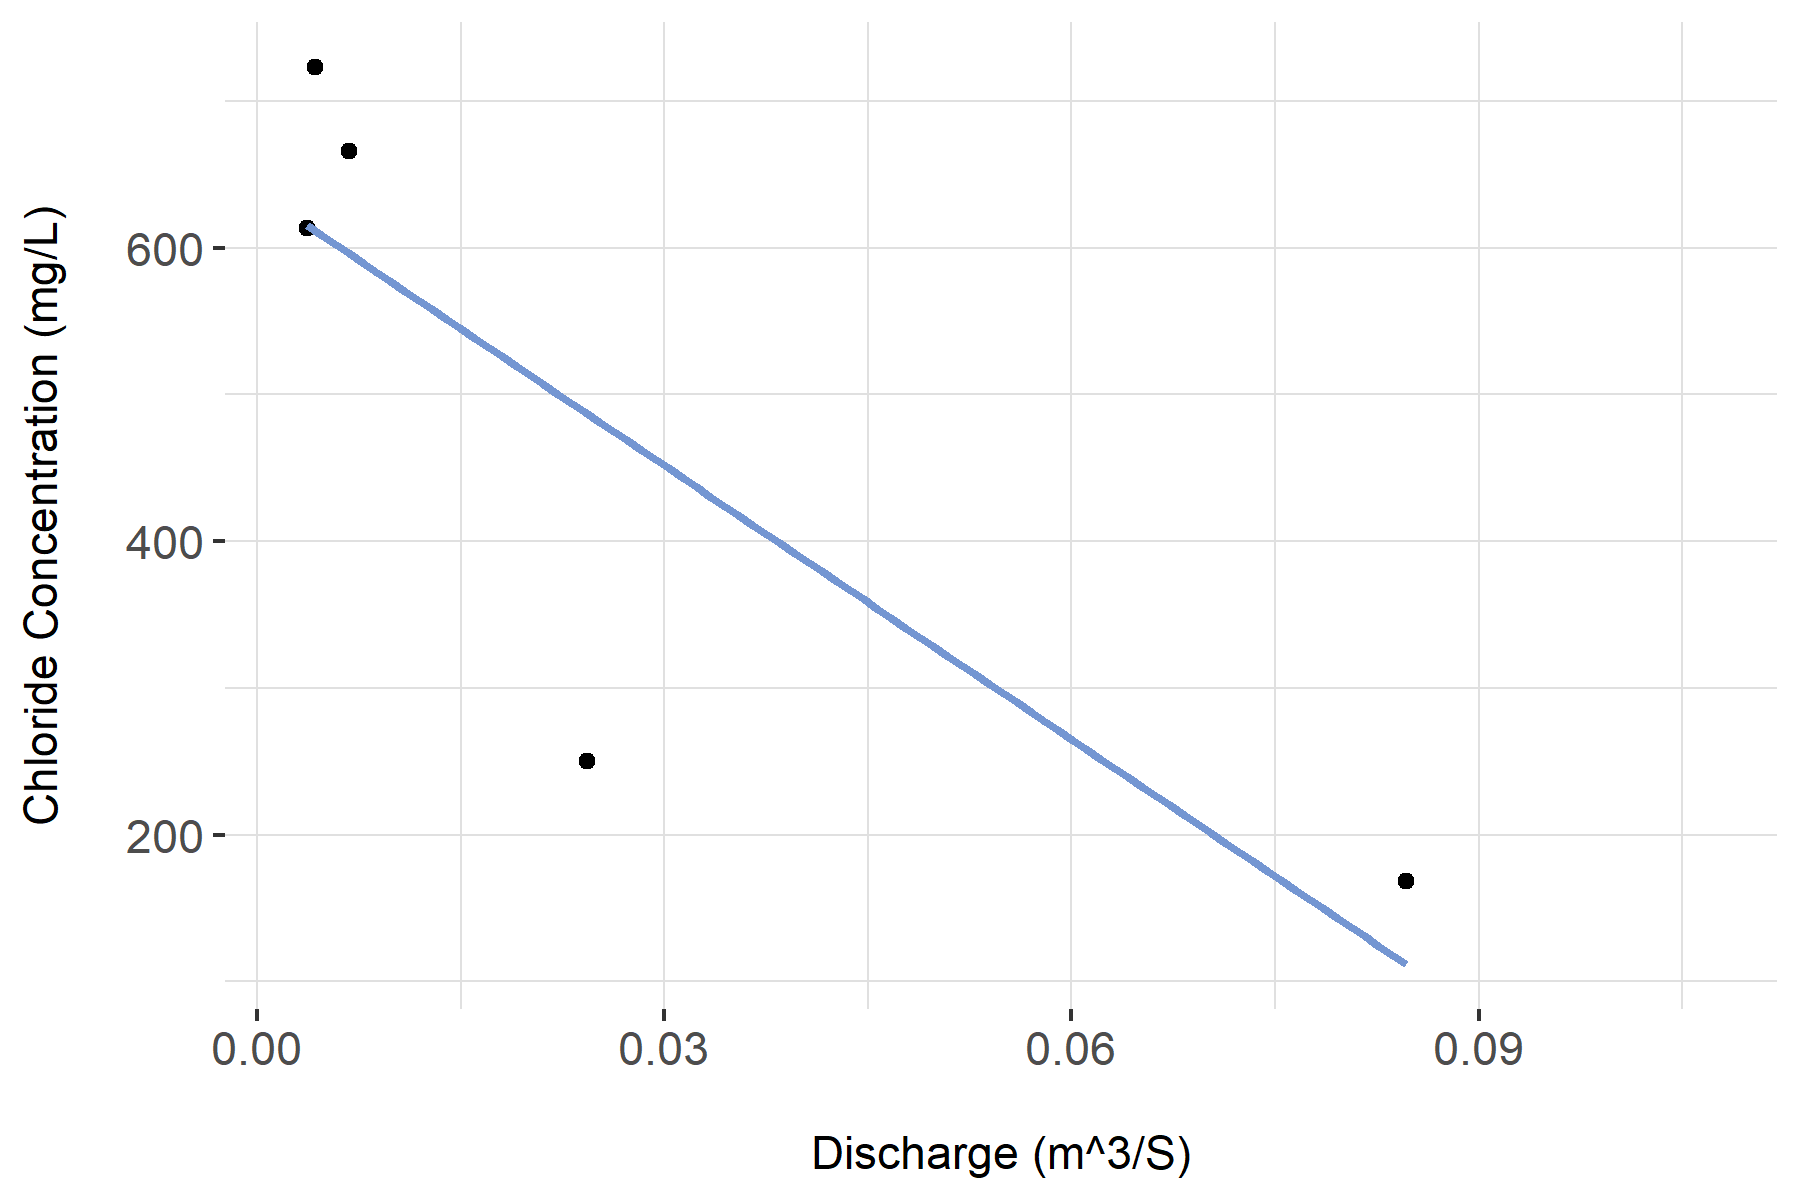 Chloride Concentration (mg/L)
600
400
200
0.00 0.03 0.06 0.09
Discharge (m^3/S)